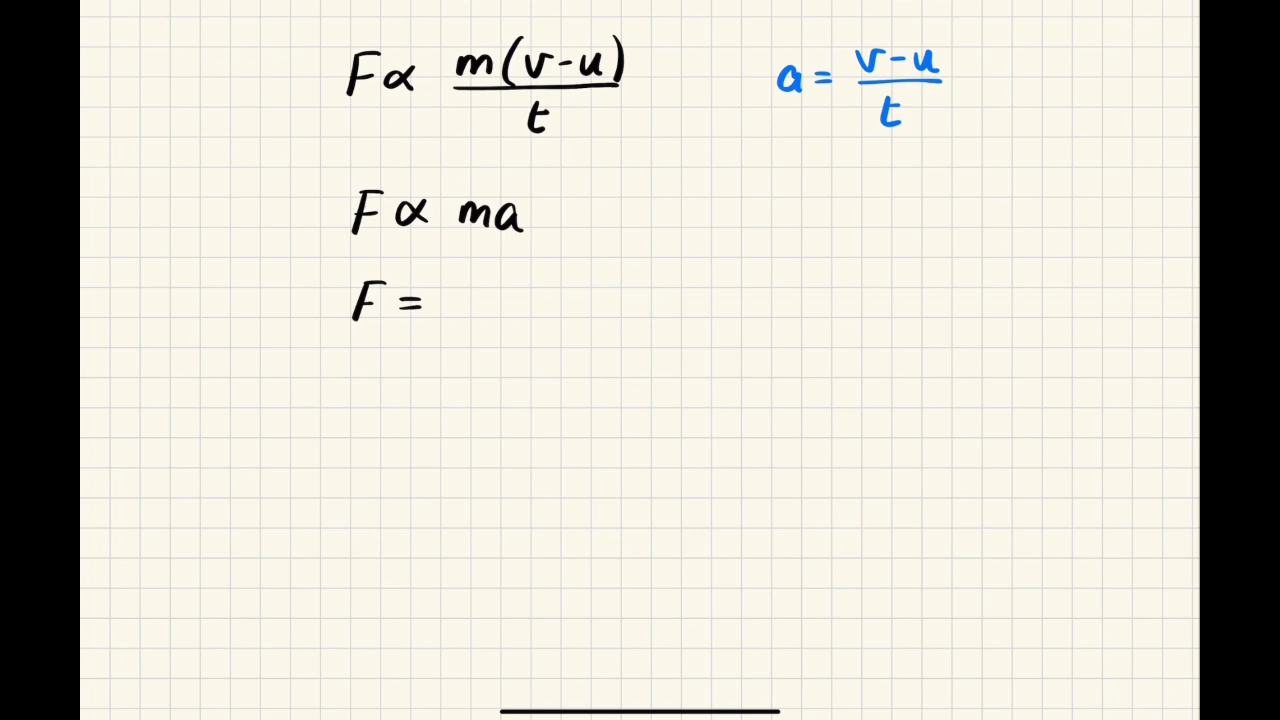 F ∝ m(v-u)/t a = v-u/t
F ∝ ma
F =